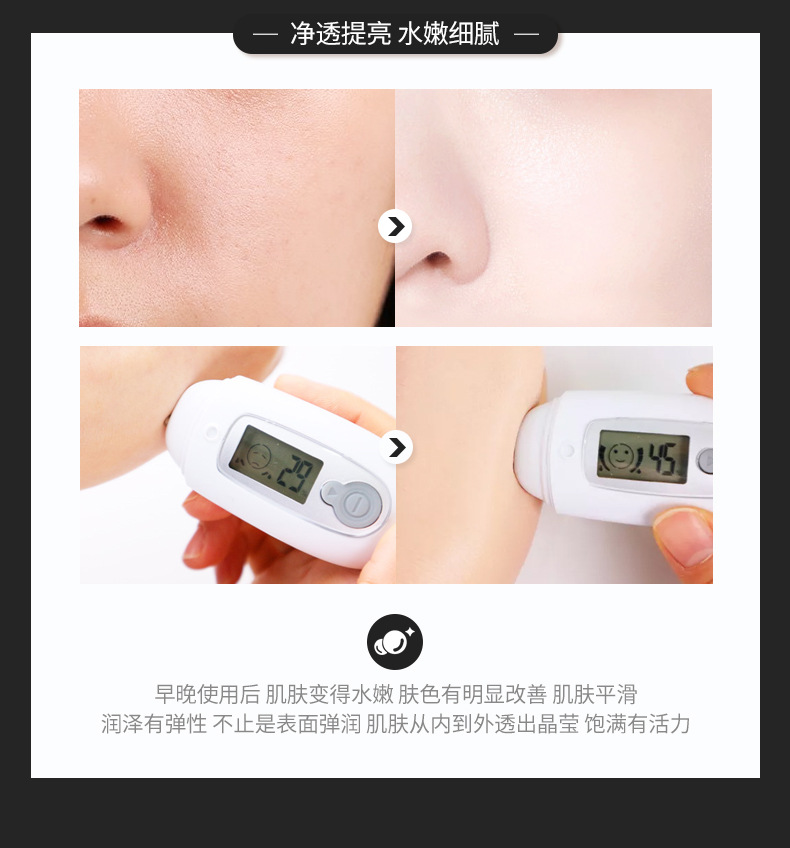 净透提亮 水嫩细腻
29
45
早晚使用后 肌肤变得水嫩 肤色有明显改善 肌肤平滑
润泽有弹性 不止是表面弹润 肌肤从内到外透出晶莹 饱满有活力